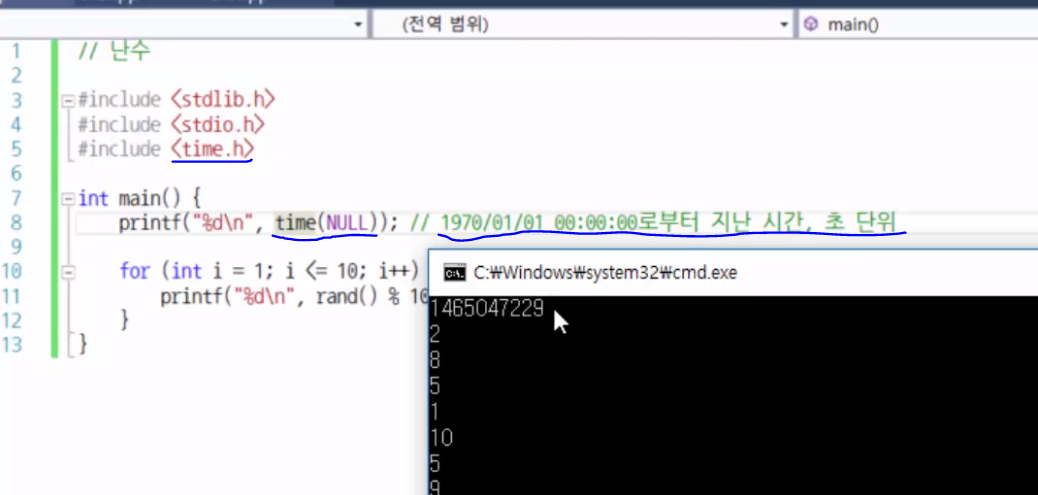 (전역 범위)
main()
1 // 난수
2
3 #include <stdlib.h>
4 #include <stdio.h>
5 #include <time.h>
6
7 int main() {
8 printf("%d\n", time(NULL)); // 1970/01/01 00:00:00로부터 지난 시간, 초 단위
9
10 for (int i = 1; i <= 10; i++)
11 printf("%d\n", rand() % 10
12 }
13 }
C:\Windows\system32\cmd.exe
1465047229
2
8
5
1
10
5
9